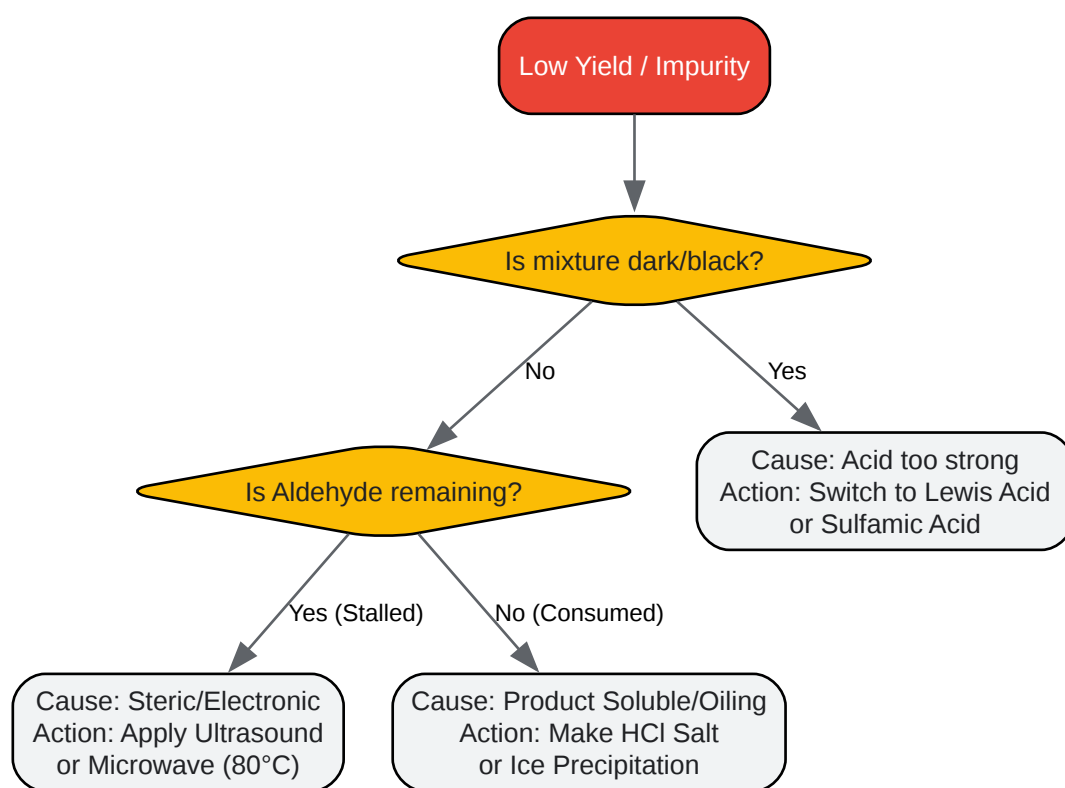 Low Yield / Impurity
Is mixture dark/black?
No
Yes
Cause: Acid too strong
Action: Switch to Lewis Acid
or Sulfamic Acid
Is Aldehyde remaining?
Yes (Stalled)
No (Consumed)
Cause: Steric/Electronic
Action: Apply Ultrasound
or Microwave (80°C)
Cause: Product Soluble/Oiling
Action: Make HCl Salt
or Ice Precipitation